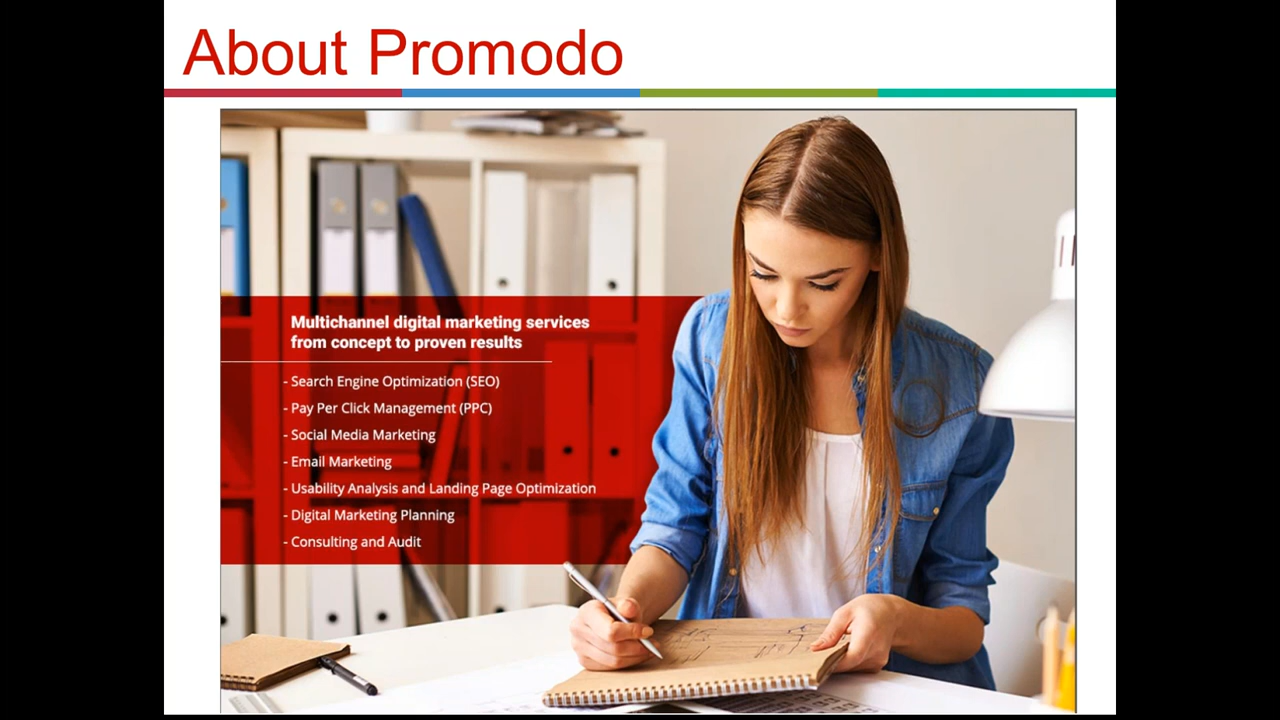 About Promodo
Multichannel digital marketing services
from concept to proven results
- Search Engine Optimization (SEO)
- Pay Per Click Management (PPC)
- Social Media Marketing
- Email Marketing
- Usability Analysis and Landing Page Optimization
- Digital Marketing Planning
- Consulting and Audit